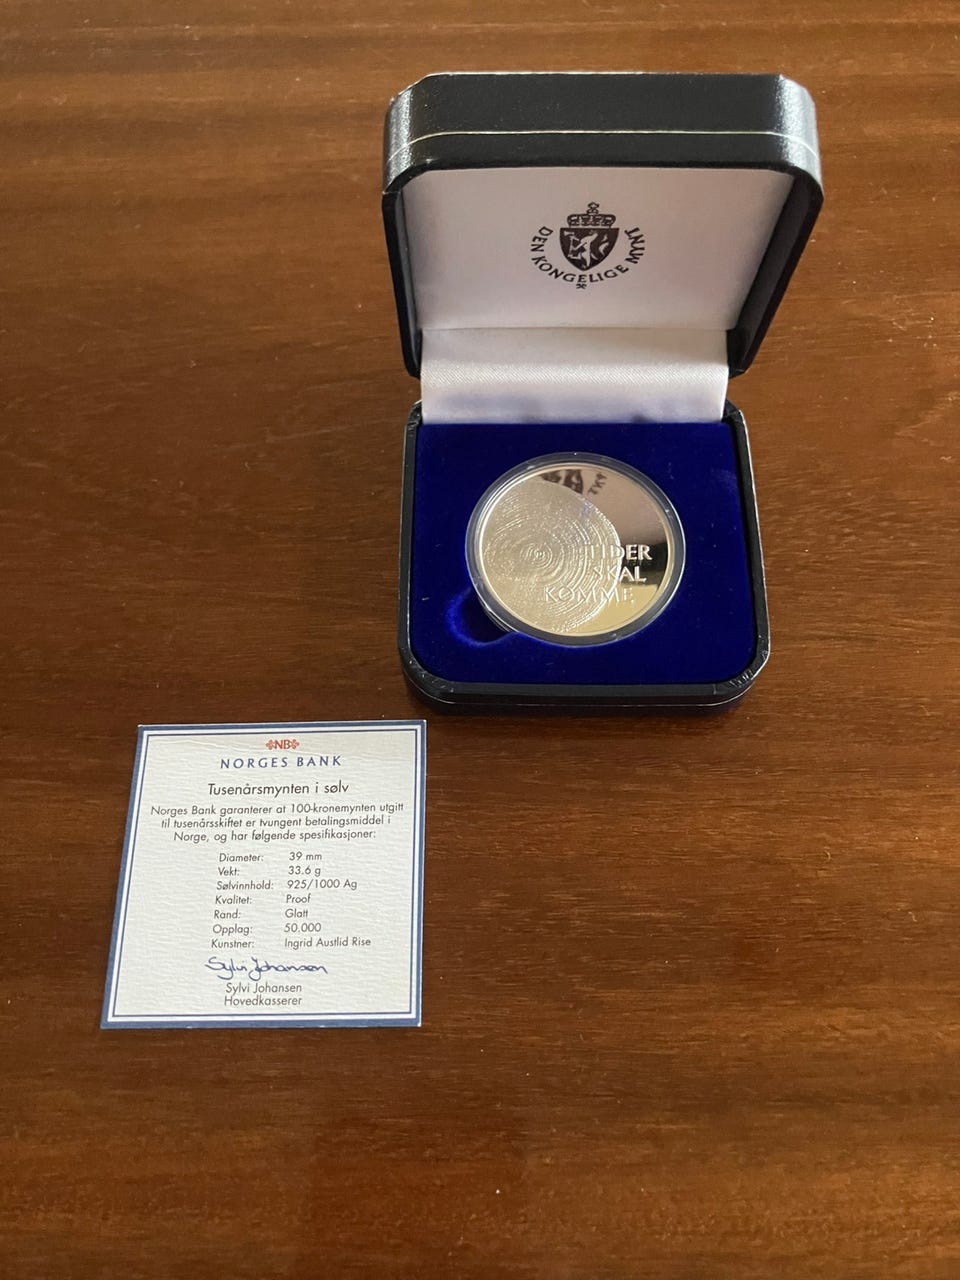 DEN KONGELIGE MYNT
TIDER
SKAL
KOMME
NB
NORGES BANK
Tusenårsmynten i sølv
Norges Bank garanterer at 100-kronemynten utgitt
til tusenårsskiftet er tvungent betalingsmiddel i
Norge, og har følgende spesifikasjoner:
Diameter: 39 mm
Vekt: 33.6 g
Sølvinnhold: 925/1000 Ag
Kvalitet: Proof
Rand: Glatt
Opplag: 50.000
Kunstner: Ingrid Austlid Rise
Sylvi Johansen
Sylvi Johansen
Hovedkasserer